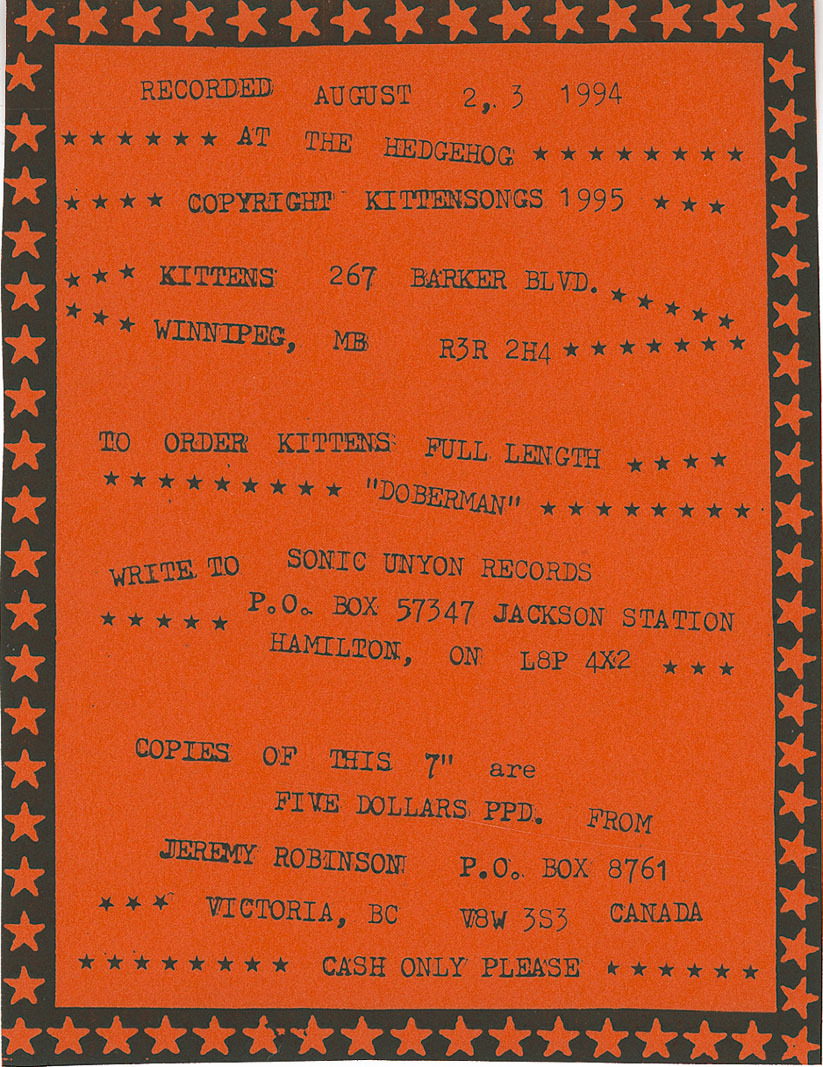 RECORDED AUGUST 2, 3 1994
★ ★ ★ ★ ★ ★ AT THE HEDGEHOG ★ ★ ★ ★ ★ ★ ★ ★
★ ★ ★ ★ COPYRIGHT KITTENSONGS 1995 ★ ★ ★
★ ★ ★ KITTENS 267 BARKER BLVD. ★ ★ ★ ★ ★
★ ★ ★ WINNIPEG, MB R3R 2H4 ★ ★ ★ ★ ★ ★ ★
TO ORDER KITTENS FULL LENGTH ★ ★ ★ ★
★ ★ ★ ★ ★ ★ ★ ★ ★ "DOBERMAN" ★ ★ ★ ★ ★ ★ ★ ★
WRITE TO SONIC UNYON RECORDS
★ ★ ★ ★ ★ P.O. BOX 57347 JACKSON STATION
HAMILTON, ON L8P 4X2 ★ ★ ★
COPIES OF THIS 7" are
FIVE DOLLARS PPD. FROM
JEREMY ROBINSON P.O. BOX 8761
★ ★ ★ VICTORIA, BC V8W 3S3 CANADA
★ ★ ★ ★ ★ ★ ★ ★ CASH ONLY PLEASE ★ ★ ★ ★ ★ ★